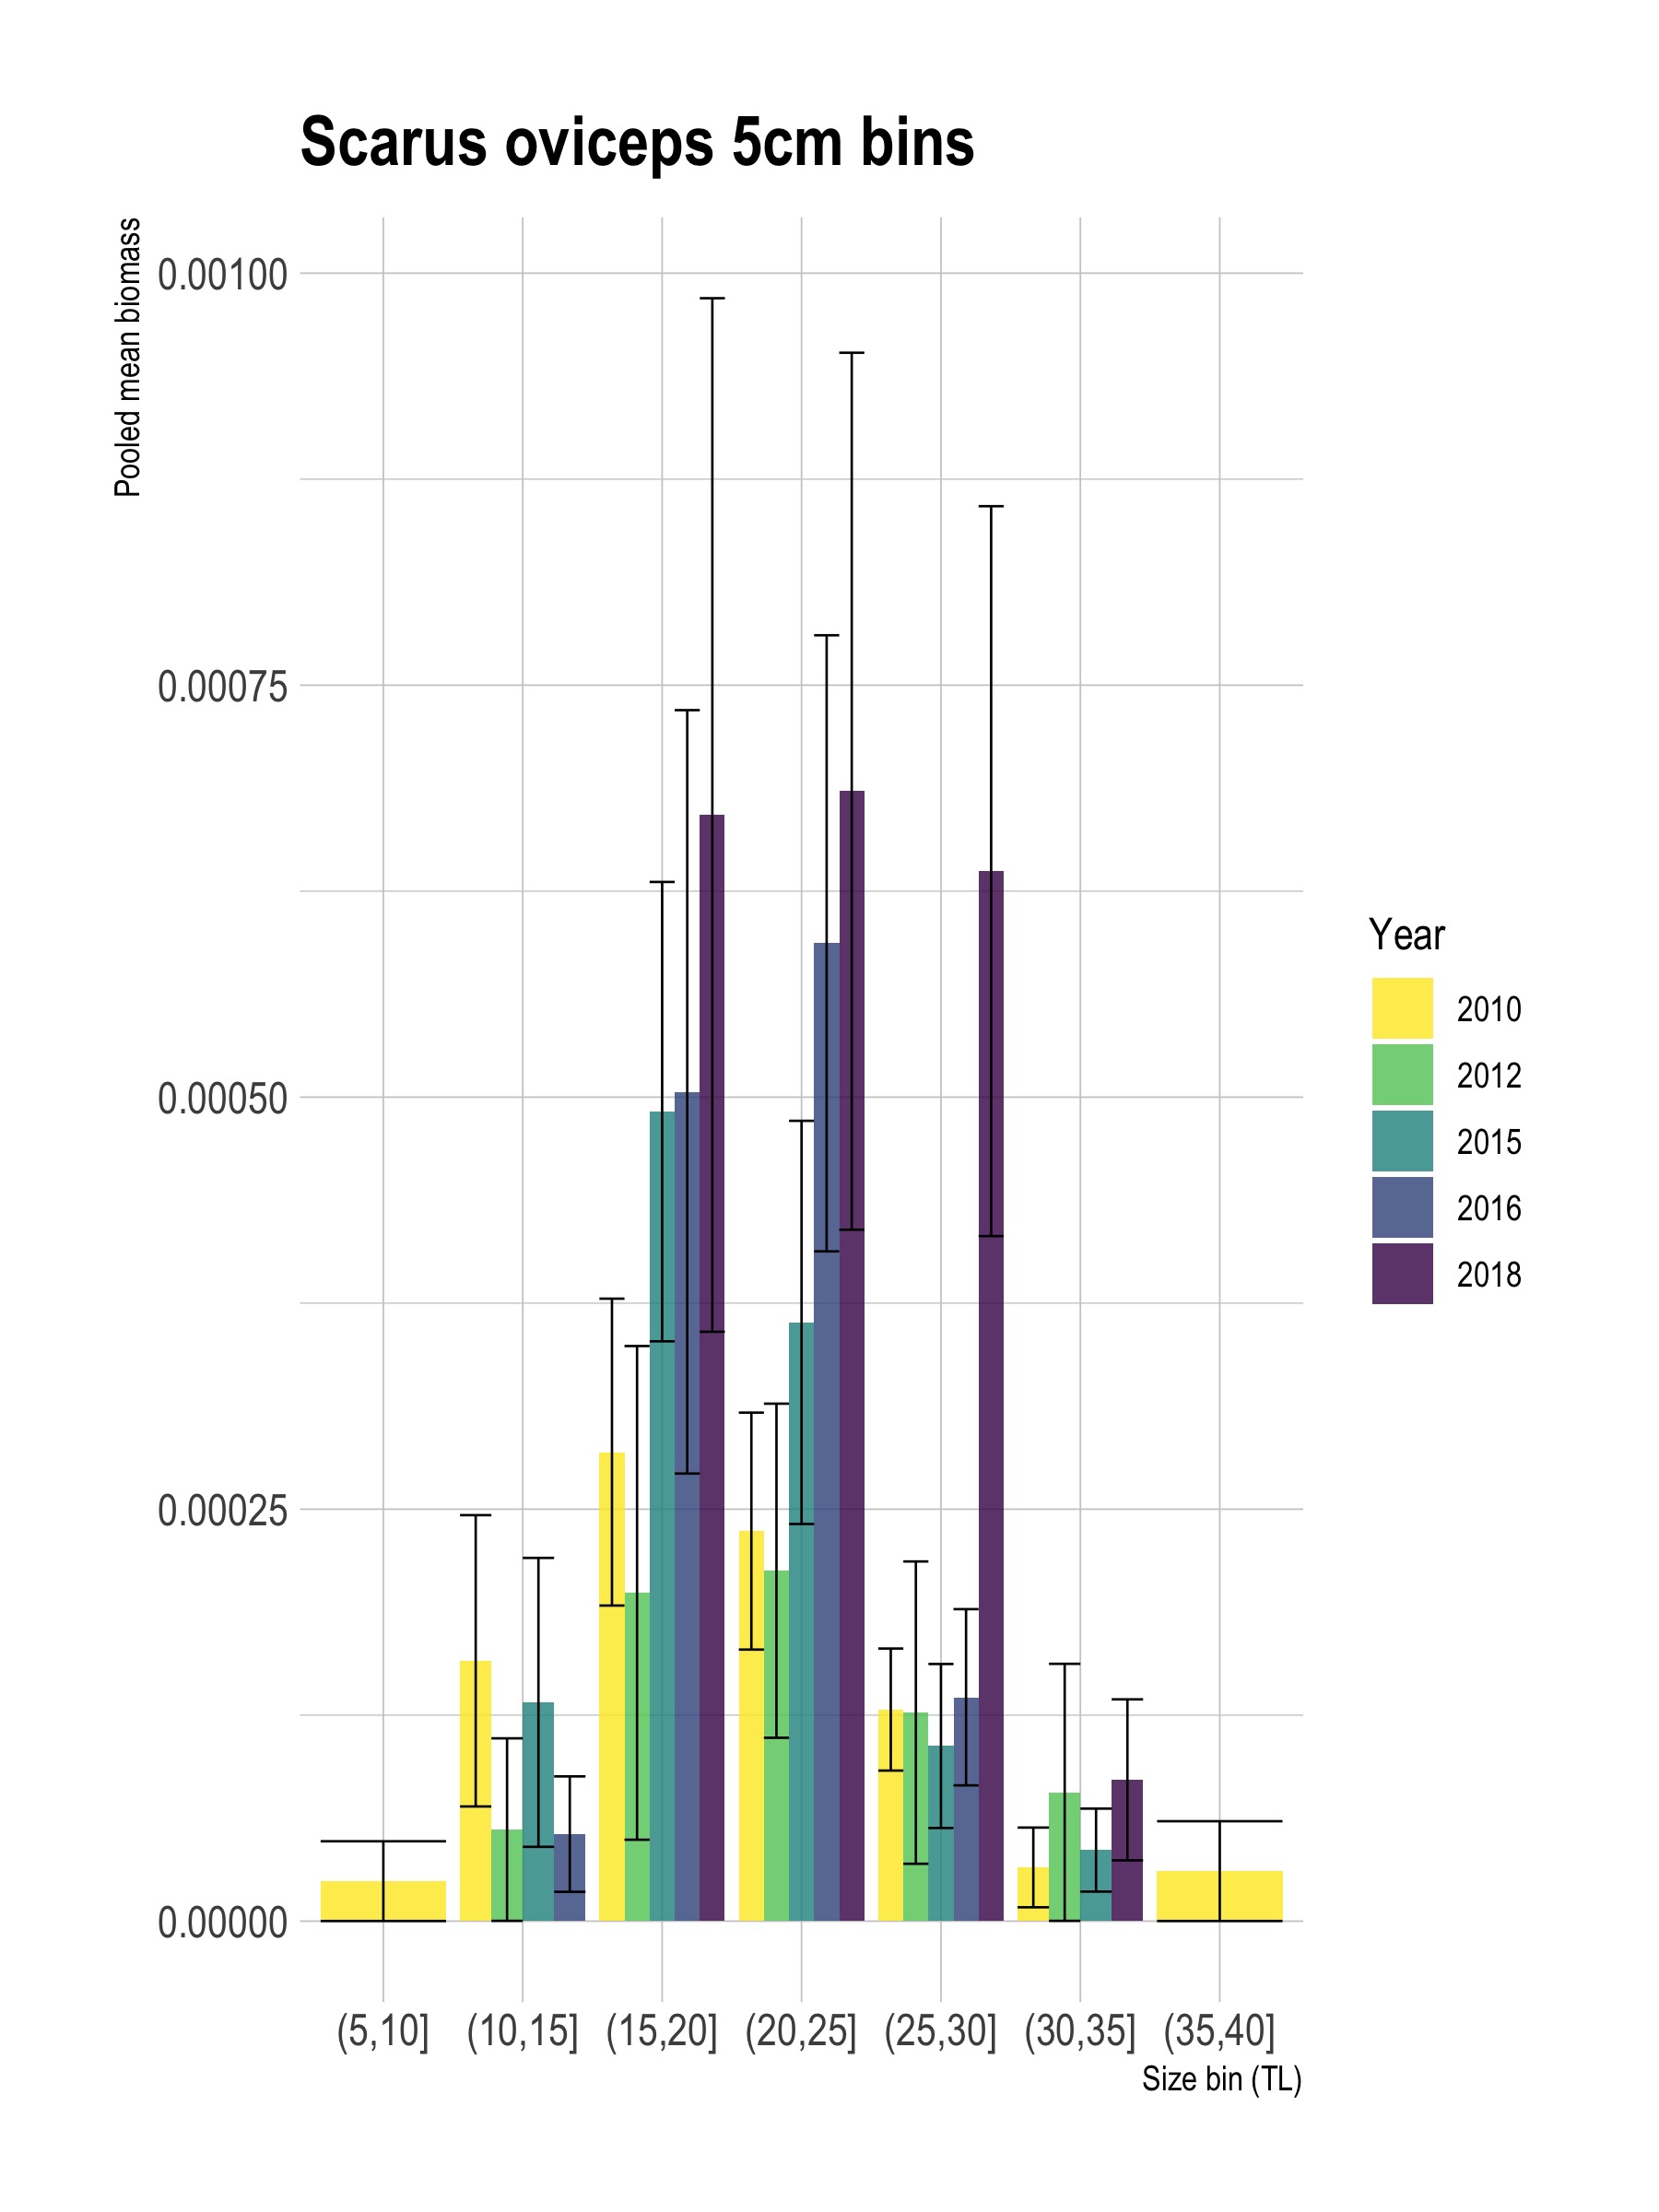 Scarus oviceps 5cm bins
Pooled mean biomass
0.00100
0.00075
0.00050
0.00025
0.00000
(5,10] (10,15] (15,20] (20,25] (25,30] (30,35] (35,40]
Size bin (TL)
Year
2010
2012
2015
2016
2018